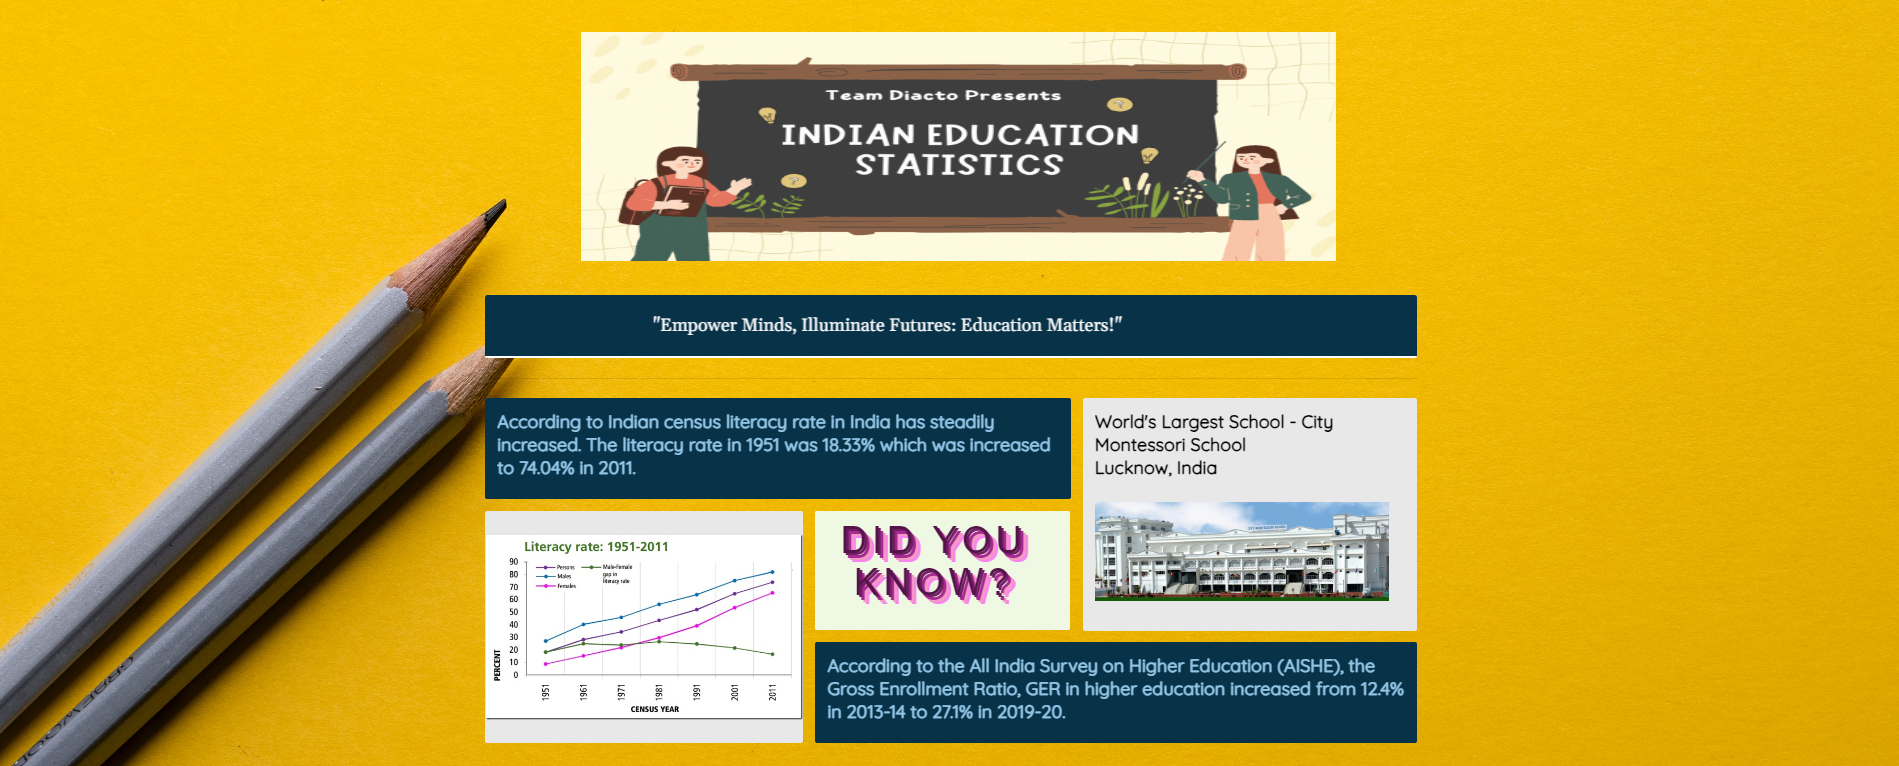 Team Diacto Presents
INDIAN EDUCATION
STATISTICS
"Empower Minds, Illuminate Futures: Education Matters!"
According to Indian census literacy rate in India has steadily
increased. The literacy rate in 1951 was 18.33% which was increased
to 74.04% in 2011.
World's Largest School - City
Montessori School
Lucknow, India
Literacy rate: 1951-2011
Persons
Males
Females
Male-Female
gap in
literacy rate
90
80
70
60
50
40
30
20
10
0
PERCENT
1951
1961
1971
1981
1991
2001
2011
CENSUS YEAR
DID YOU
KNOW?
According to the All India Survey on Higher Education (AISHE), the
Gross Enrollment Ratio, GER in higher education increased from 12.4%
in 2013-14 to 27.1% in 2019-20.